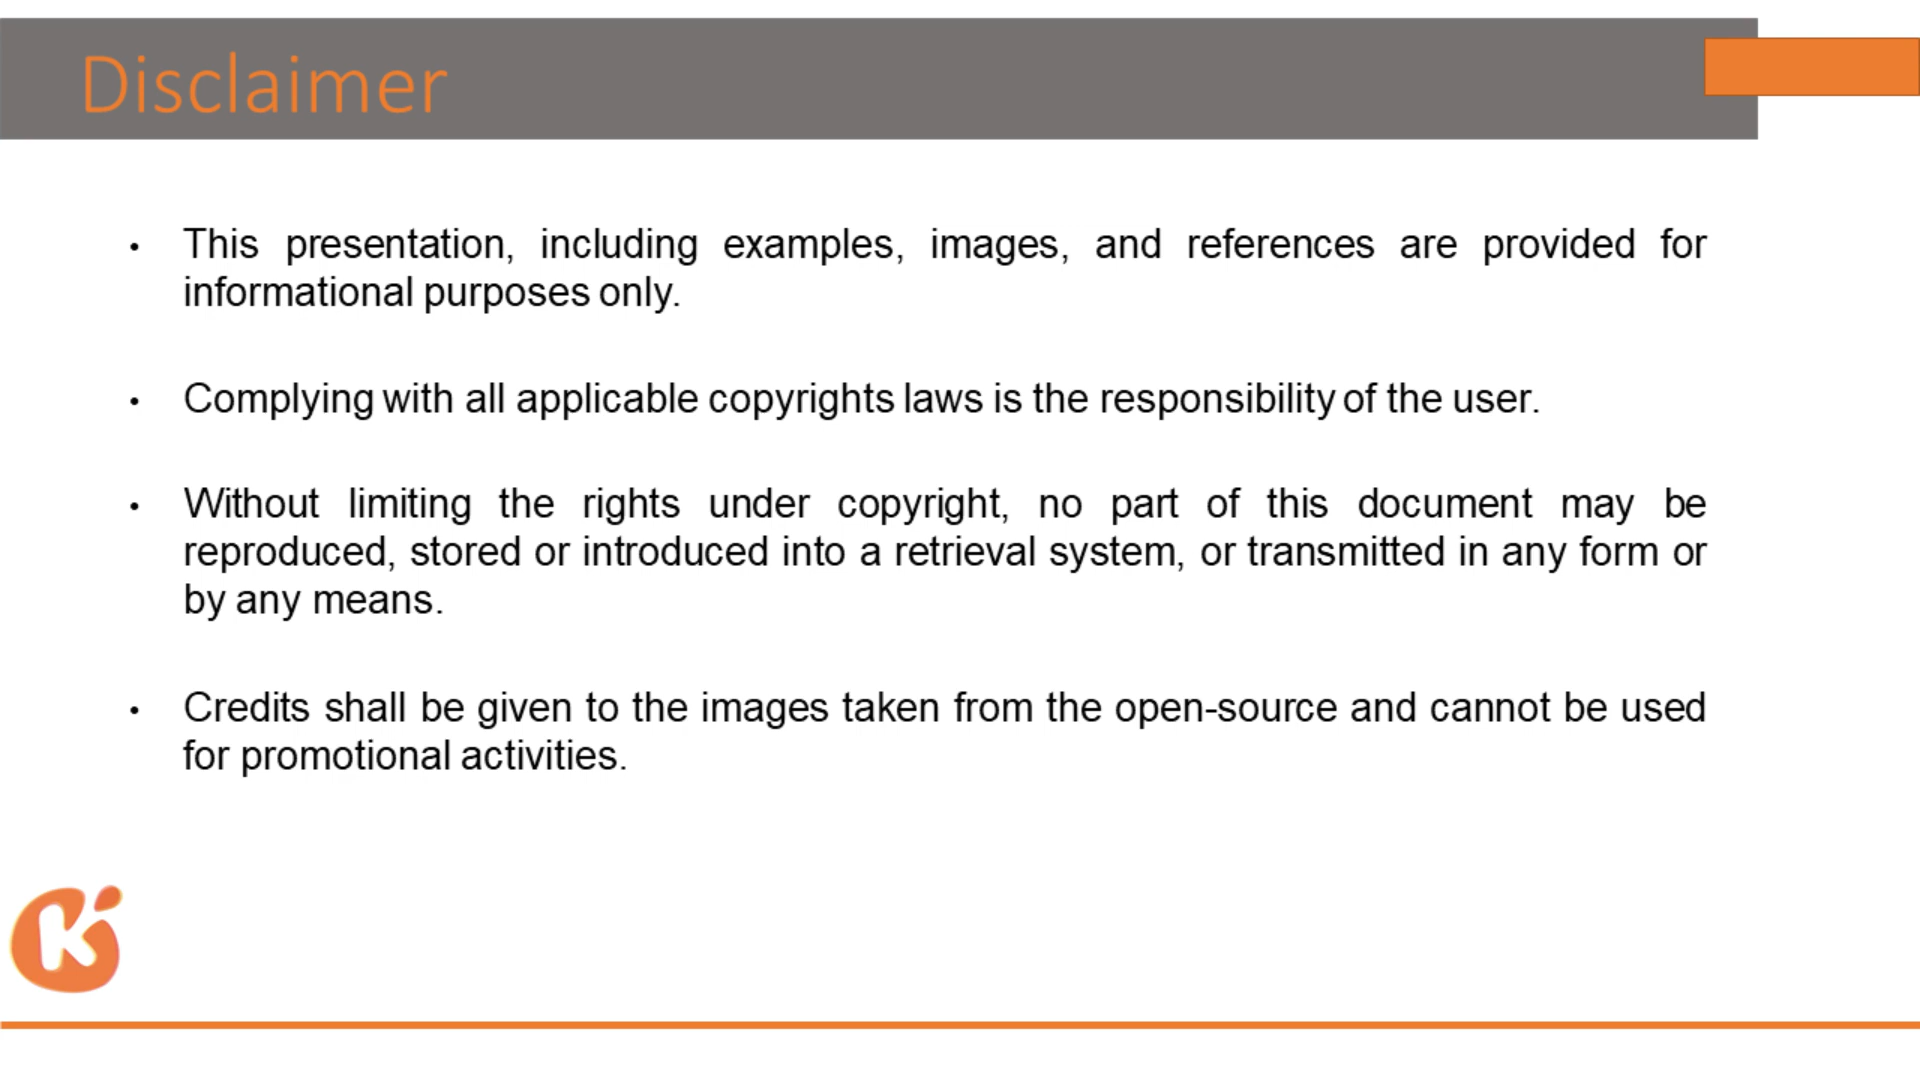 Disclaimer
• This presentation, including examples, images, and references are provided for
informational purposes only.
• Complying with all applicable copyrights laws is the responsibility of the user.
• Without limiting the rights under copyright, no part of this document may be
reproduced, stored or introduced into a retrieval system, or transmitted in any form or
by any means.
• Credits shall be given to the images taken from the open-source and cannot be used
for promotional activities.
K